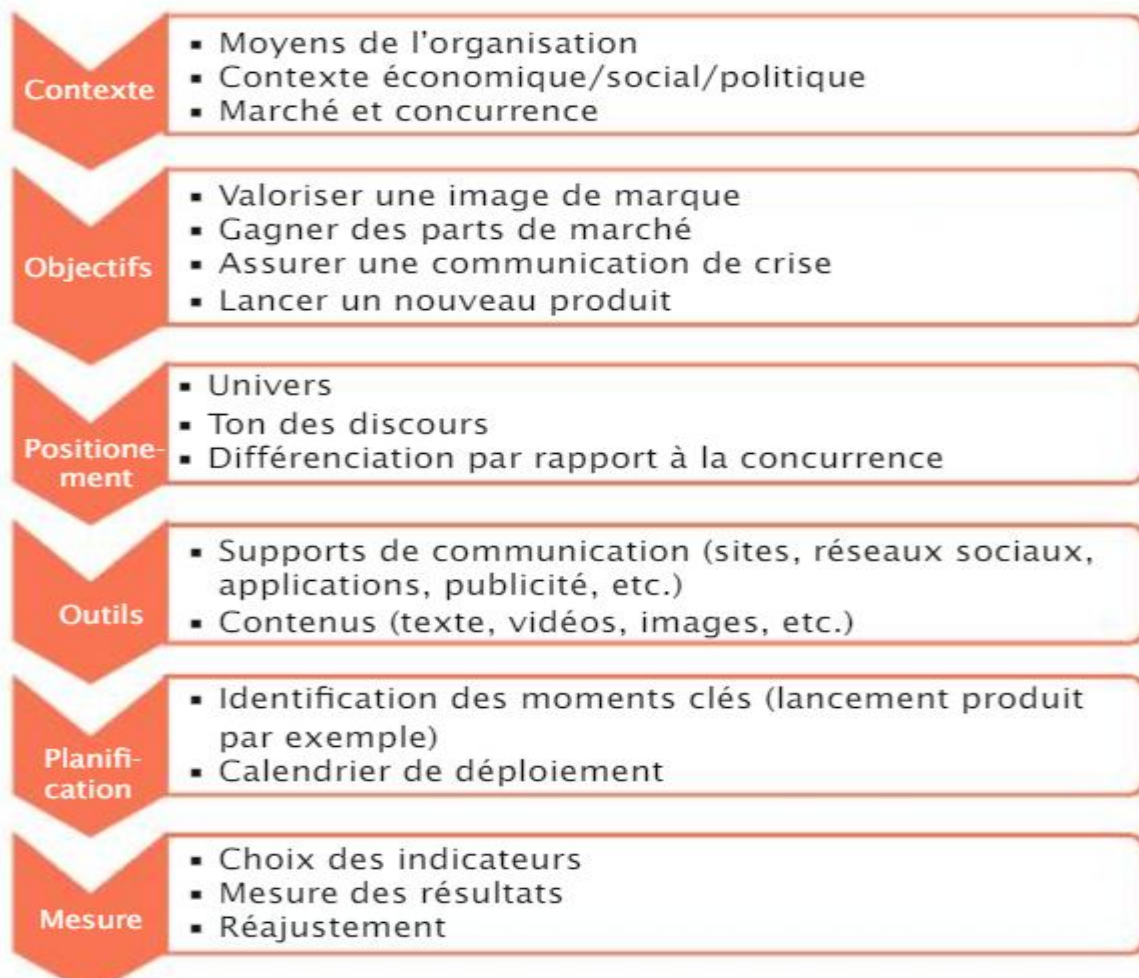 Contexte
▪ Moyens de l'organisation
▪ Contexte économique/social/politique
▪ Marché et concurrence
Objectifs
▪ Valoriser une image de marque
▪ Gagner des parts de marché
▪ Assurer une communication de crise
▪ Lancer un nouveau produit
Positione-
ment
▪ Univers
▪ Ton des discours
▪ Différenciation par rapport à la concurrence
Outils
▪ Supports de communication (sites, réseaux sociaux,
applications, publicité, etc.)
▪ Contenus (texte, vidéos, images, etc.)
Planifi-
cation
▪ Identification des moments clés (lancement produit
par exemple)
▪ Calendrier de déploiement
Mesure
▪ Choix des indicateurs
▪ Mesure des résultats
▪ Réajustement